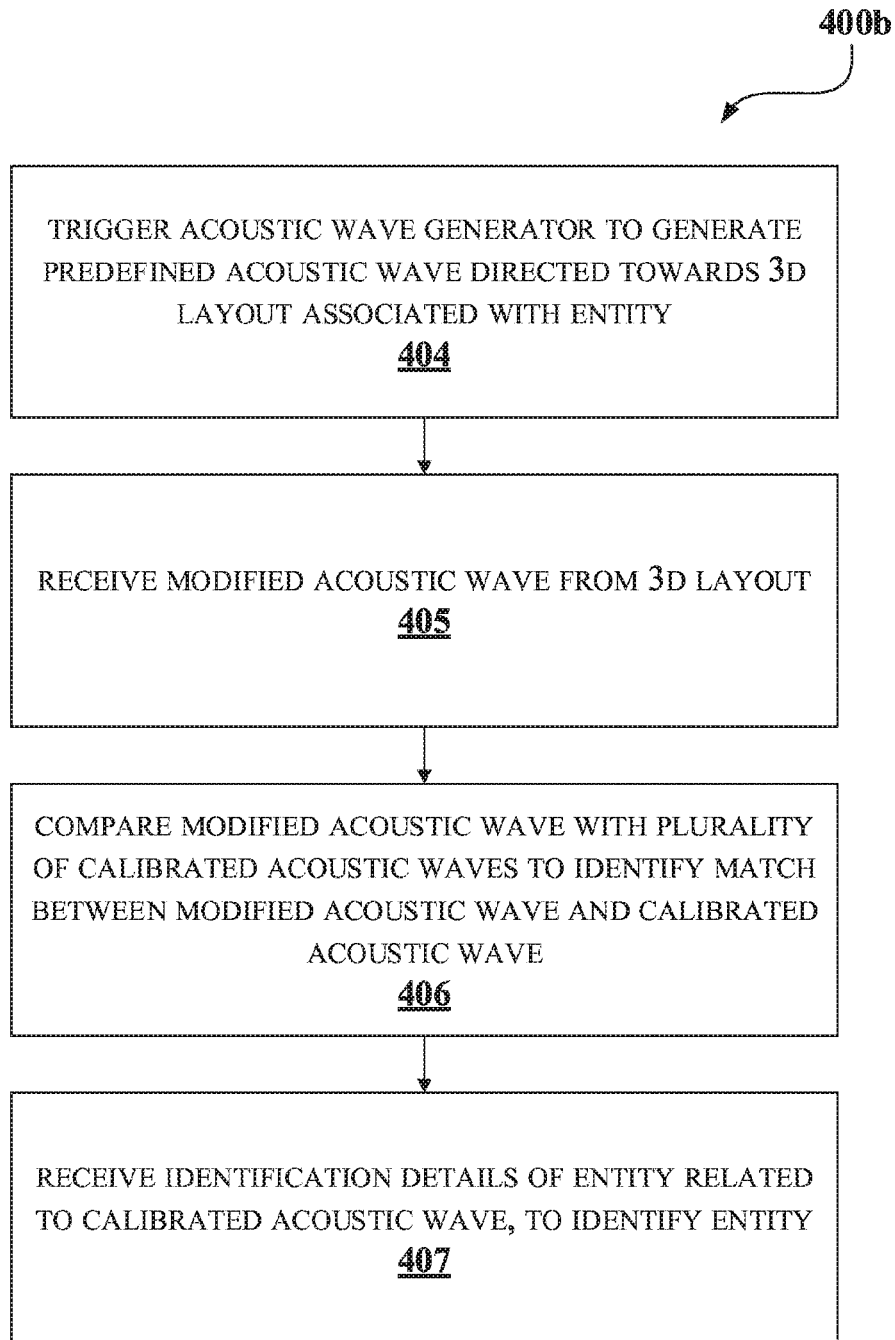 400b
TRIGGER ACOUSTIC WAVE GENERATOR TO GENERATE
PREDEFINED ACOUSTIC WAVE DIRECTED TOWARDS 3D
LAYOUT ASSOCIATED WITH ENTITY
404
RECEIVE MODIFIED ACOUSTIC WAVE FROM 3D LAYOUT
405
COMPARE MODIFIED ACOUSTIC WAVE WITH PLURALITY
OF CALIBRATED ACOUSTIC WAVES TO IDENTIFY MATCH
BETWEEN MODIFIED ACOUSTIC WAVE AND CALIBRATED
ACOUSTIC WAVE
406
RECEIVE IDENTIFICATION DETAILS OF ENTITY RELATED
TO CALIBRATED ACOUSTIC WAVE, TO IDENTIFY ENTITY
407